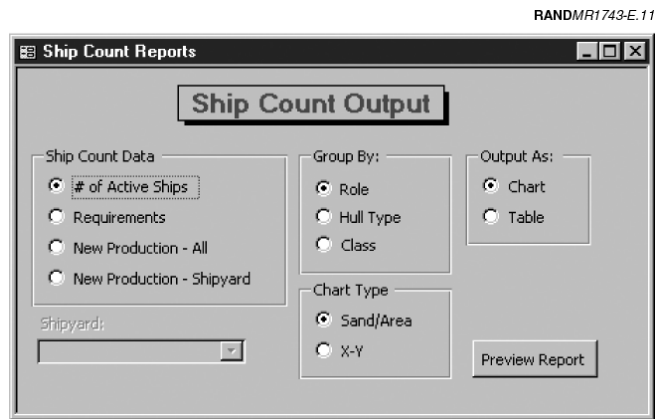 RANDMR1743-E.11
Ship Count Reports
Ship Count Output
Ship Count Data
# of Active Ships
Requirements
New Production - All
New Production - Shipyard
Shipyard:
Group By:
Role
Hull Type
Class
Chart Type
Sand/Area
X-Y
Output As:
Chart
Table
Preview Report